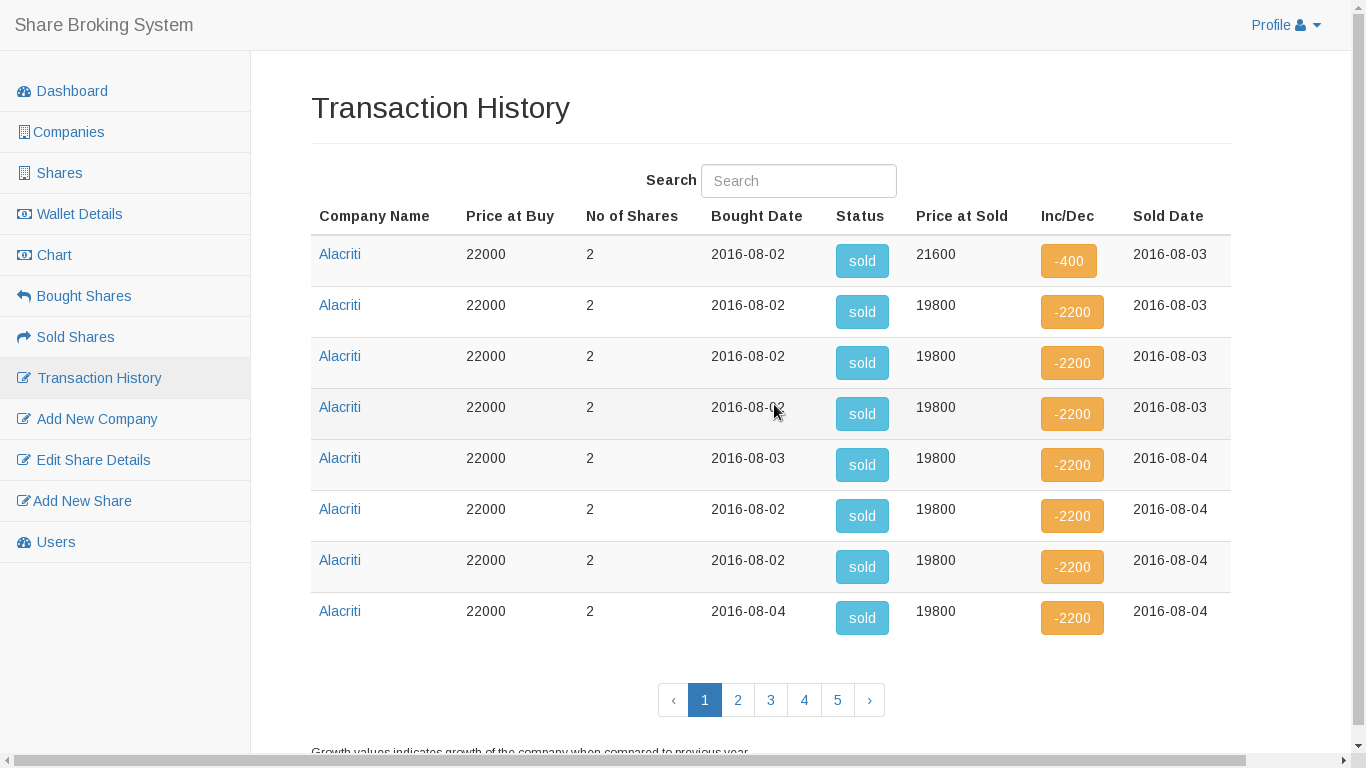 Share Broking System
Profile
Dashboard
Companies
Shares
Wallet Details
Chart
Bought Shares
Sold Shares
Transaction History
Add New Company
Edit Share Details
Add New Share
Users
Transaction History
Search Search
Company Name Price at Buy No of Shares Bought Date Status Price at Sold Inc/Dec Sold Date
Alacriti 22000 2 2016-08-02 sold 21600 -400 2016-08-03
Alacriti 22000 2 2016-08-02 sold 19800 -2200 2016-08-03
Alacriti 22000 2 2016-08-02 sold 19800 -2200 2016-08-03
Alacriti 22000 2 2016-08-02 sold 19800 -2200 2016-08-03
Alacriti 22000 2 2016-08-03 sold 19800 -2200 2016-08-04
Alacriti 22000 2 2016-08-02 sold 19800 -2200 2016-08-04
Alacriti 22000 2 2016-08-02 sold 19800 -2200 2016-08-04
Alacriti 22000 2 2016-08-04 sold 19800 -2200 2016-08-04
‹ 1 2 3 4 5 ›
Growth values indicates growth of the company when compared to previous year